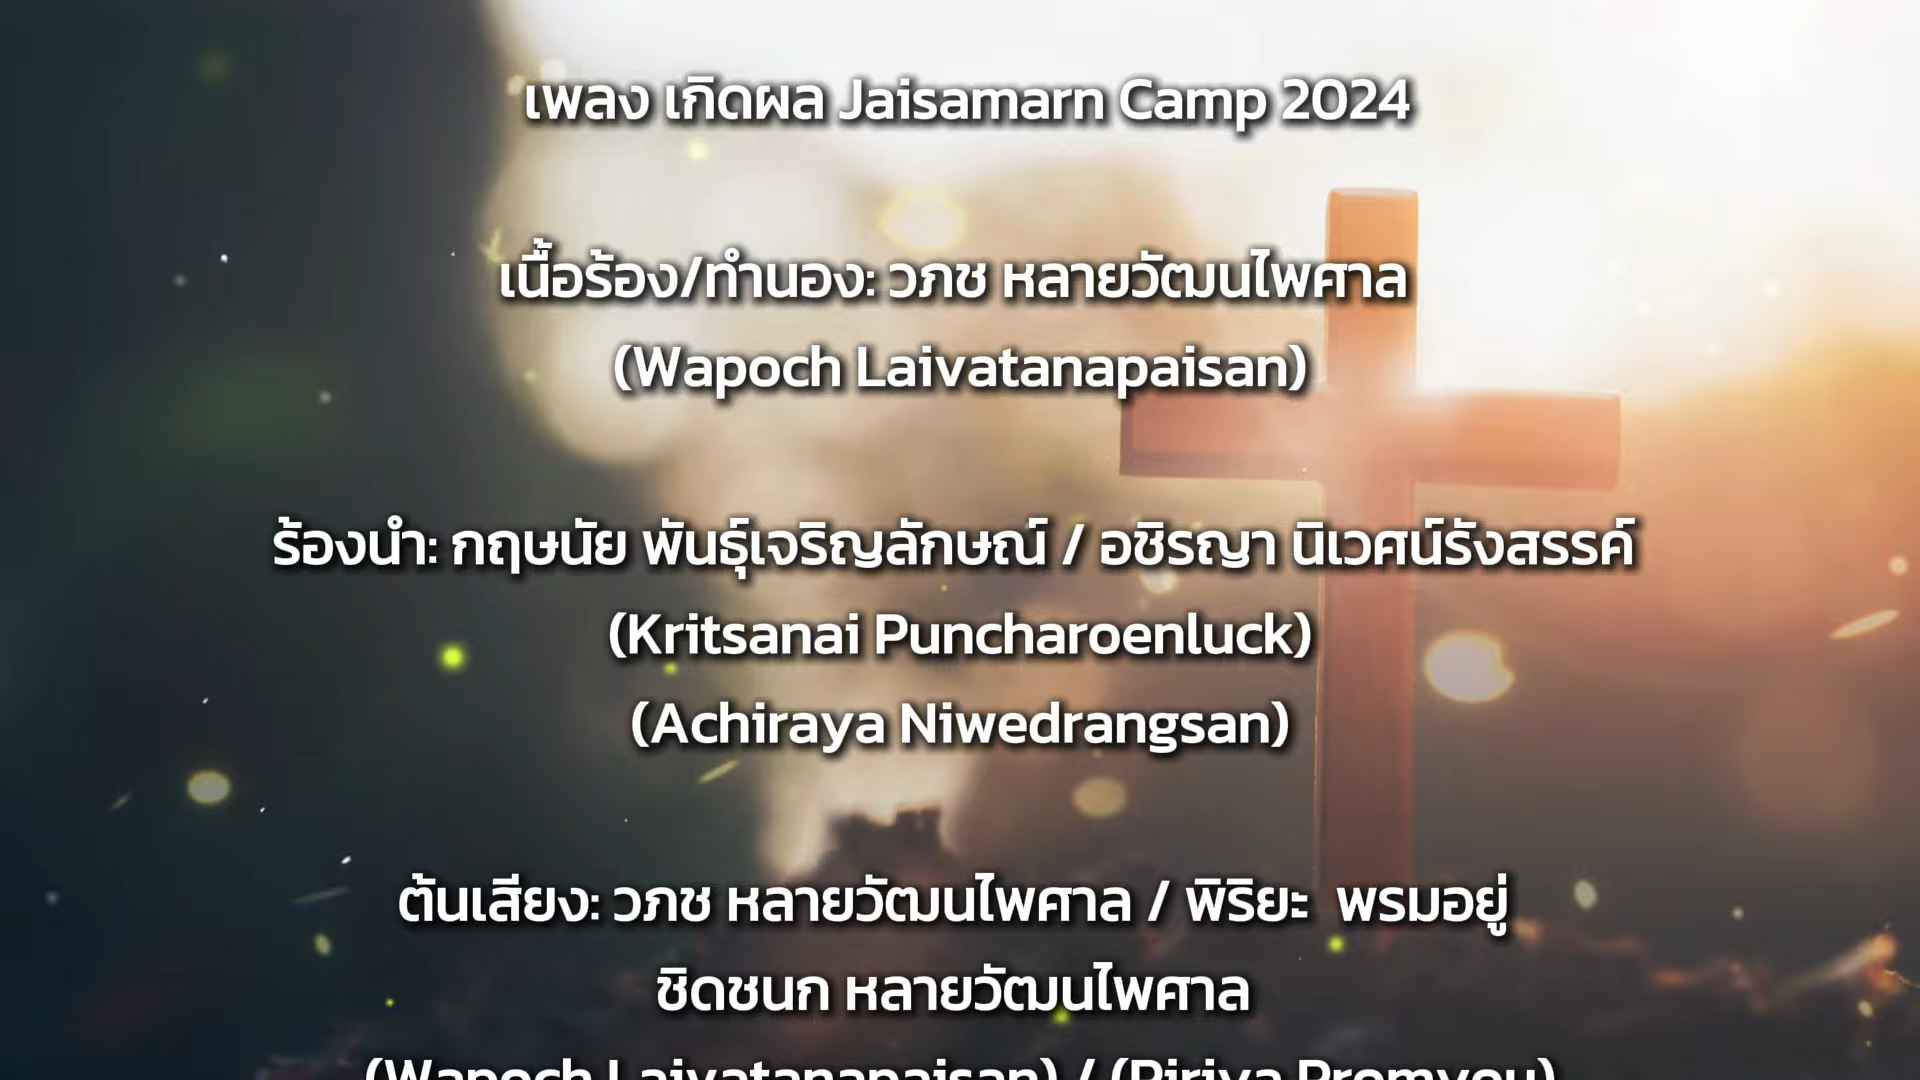 เพลง เกิดผล Jaisamarn Camp 2024
เนื้อร้อง/ทำนอง: วภช หลายวัฒนไพศาล
(Wapoch Laivatanapaisan)
ร้องนำ: กฤษนัย พันธุ์เจริญลักษณ์ / อชิรญา นิเวศน์รังสรรค์
(Kritsanai Puncharoenluck)
(Achiraya Niwedrangsan)
ต้นเสียง: วภช หลายวัฒนไพศาล / พิริยะ พรมอยู่
ชิดชนก หลายวัฒนไพศาล
(Wapoch Laivatanapaisan) / (Piriya Promyou)